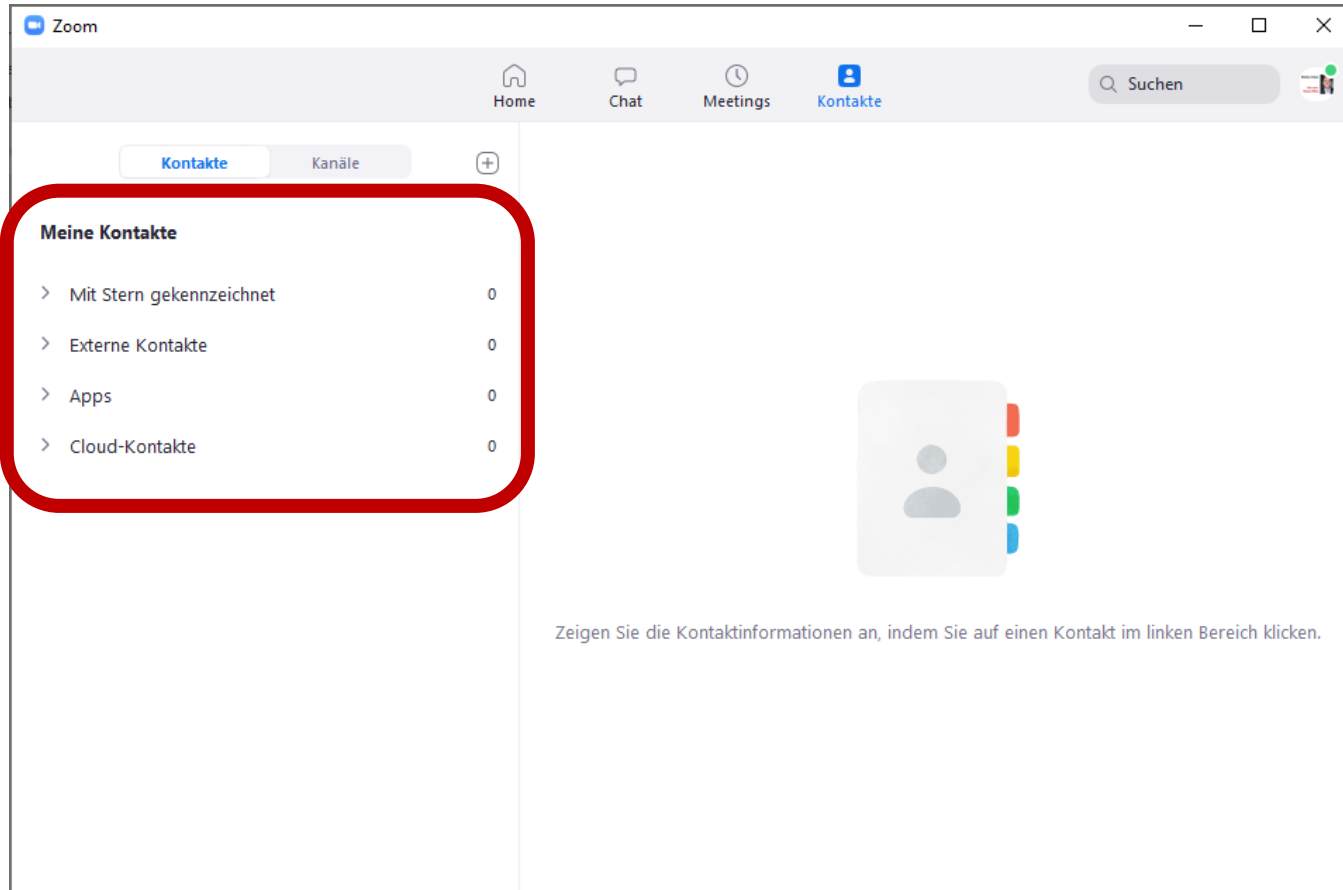 Zoom
Home Chat Meetings Kontakte Suchen
Kontakte Kanäle
Meine Kontakte
Mit Stern gekennzeichnet 0
Externe Kontakte 0
Apps 0
Cloud-Kontakte 0
Zeigen Sie die Kontaktinformationen an, indem Sie auf einen Kontakt im linken Bereich klicken.